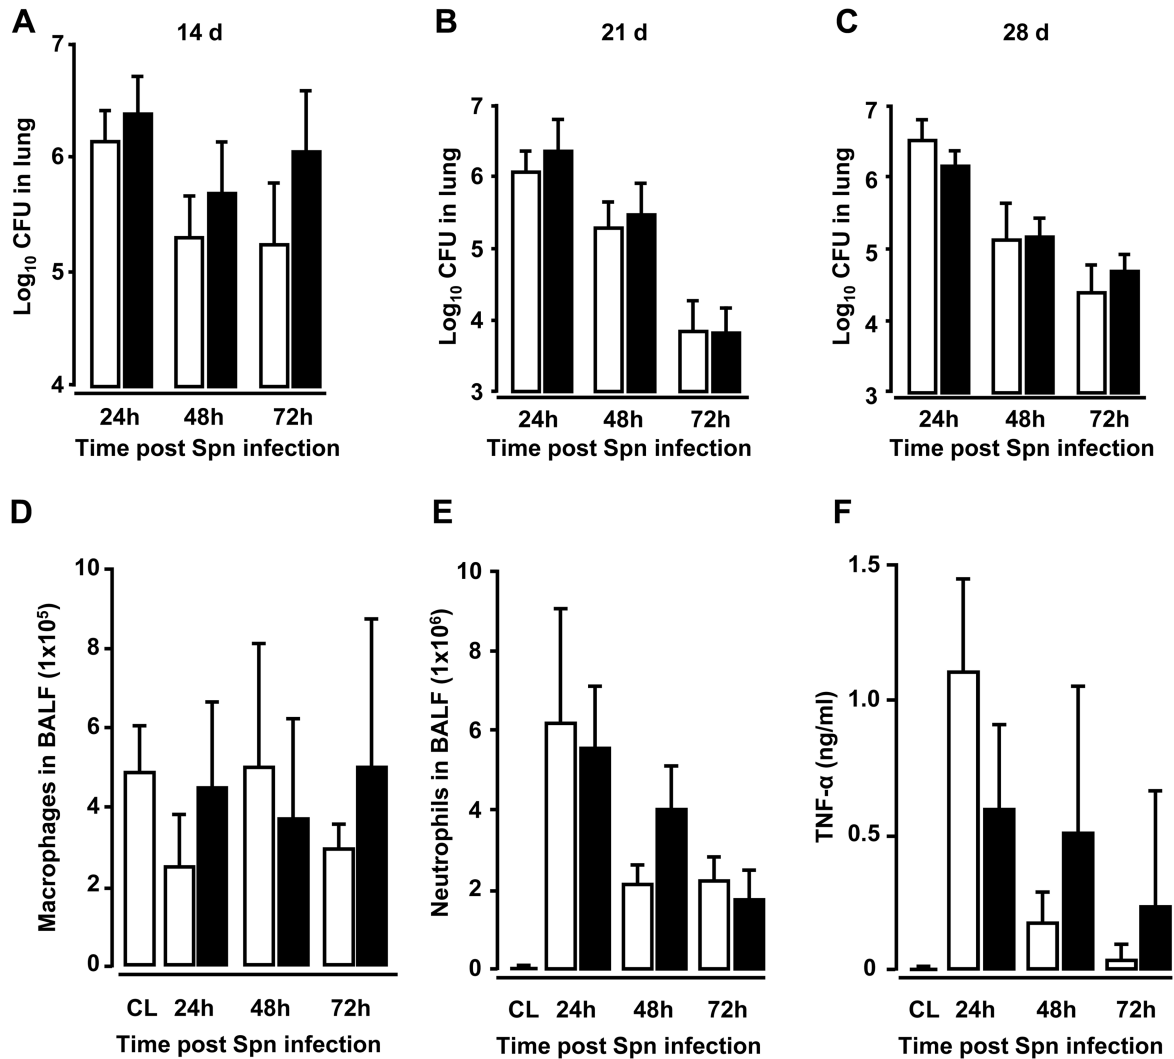 A
14 d
Log10 CFU in lung
7
6
5
4
24h 48h 72h
Time post Spn infection
B
21 d
Log10 CFU in lung
7
6
5
4
3
24h 48h 72h
Time post Spn infection
C
28 d
Log10 CFU in lung
7
6
5
4
3
24h 48h 72h
Time post Spn infection
D
Macrophages in BALF (1x10⁵)
10
8
6
4
2
0
CL 24h 48h 72h
Time post Spn infection
E
Neutrophils in BALF (1x10⁶)
10
8
6
4
2
0
CL 24h 48h 72h
Time post Spn infection
F
TNF-α (ng/ml)
1.5
1.0
0.5
0
CL 24h 48h 72h
Time post Spn infection